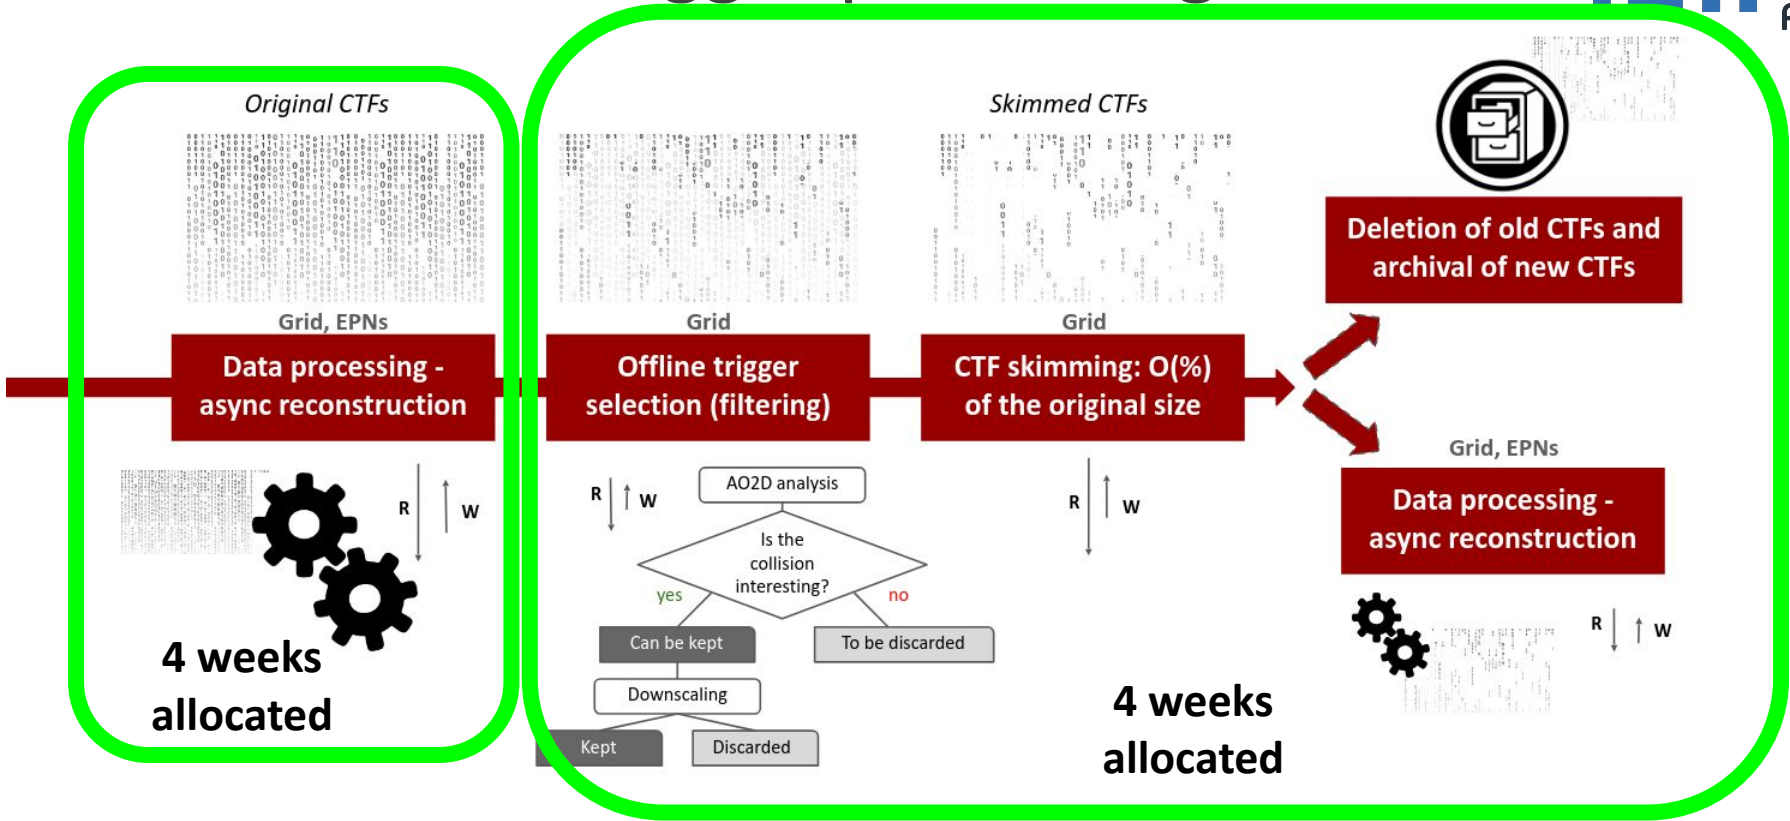 Original CTFs
Skimmed CTFs
Grid, EPNs
Data processing -
async reconstruction
R
W
4 weeks
allocated
Grid
Offline trigger
selection (filtering)
R
W
AO2D analysis
Is the
collision
interesting?
yes
no
Can be kept
To be discarded
Downscaling
Kept
Discarded
Grid
CTF skimming: O(%)
of the original size
R
W
4 weeks
allocated
Deletion of old CTFs and
archival of new CTFs
Grid, EPNs
Data processing -
async reconstruction
R
W